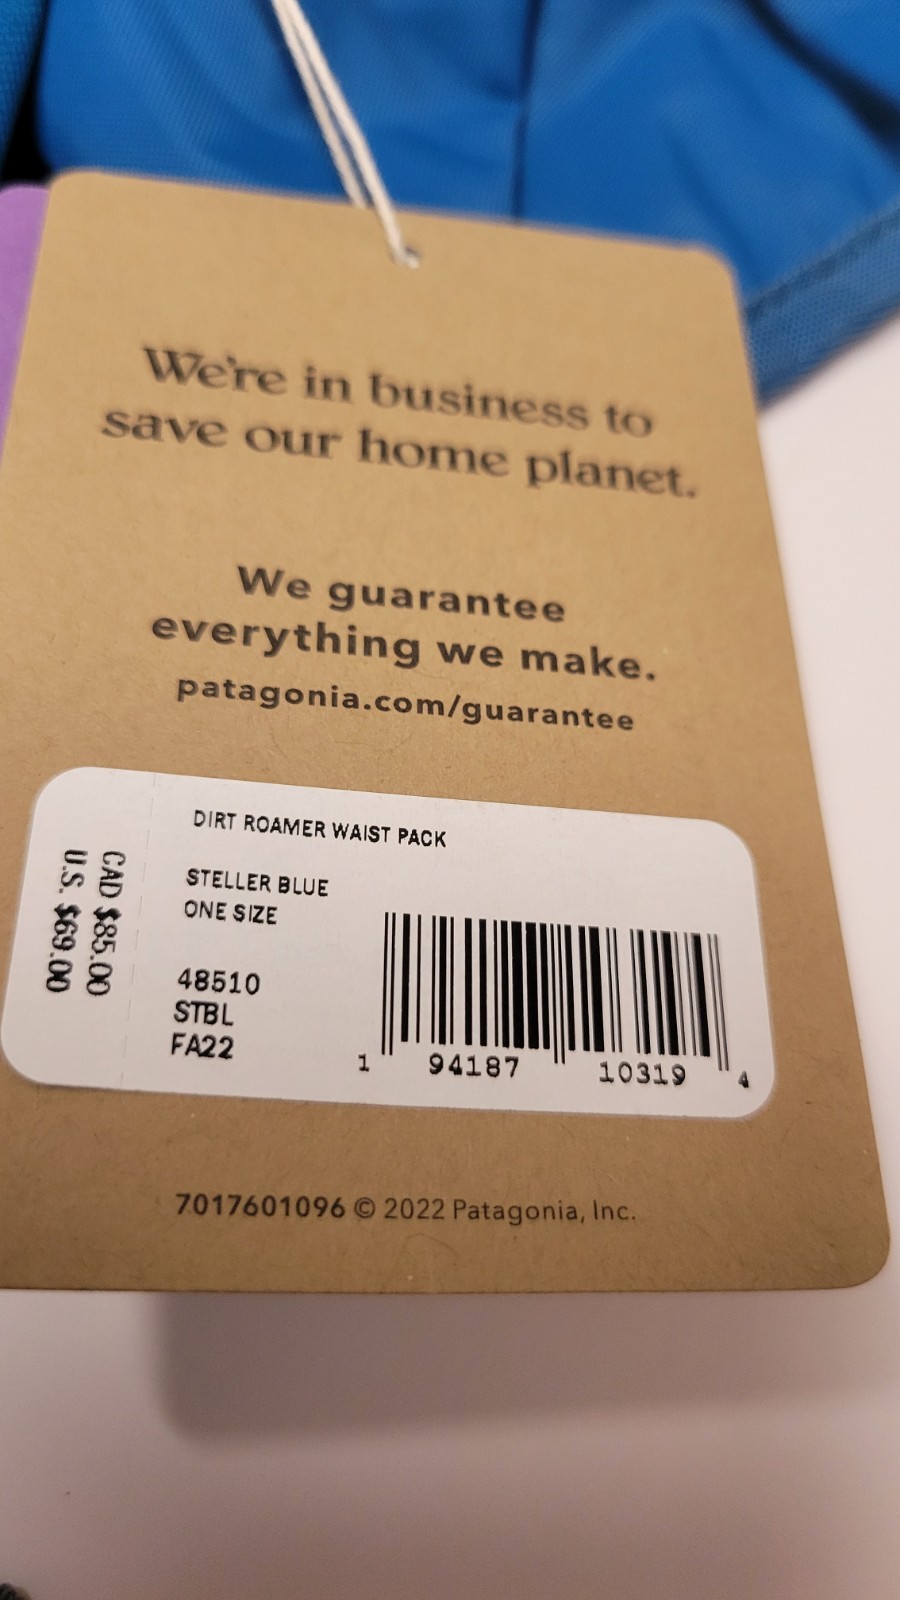 We're in business to
save our home planet.
We guarantee
everything we make.
patagonia.com/guarantee
DIRT ROAMER WAIST PACK
STELLER BLUE
ONE SIZE
48510
STBL
FA22
CAD $85.00
U.S. $69.00
1 94187 10319 4
7017601096 © 2022 Patagonia, Inc.